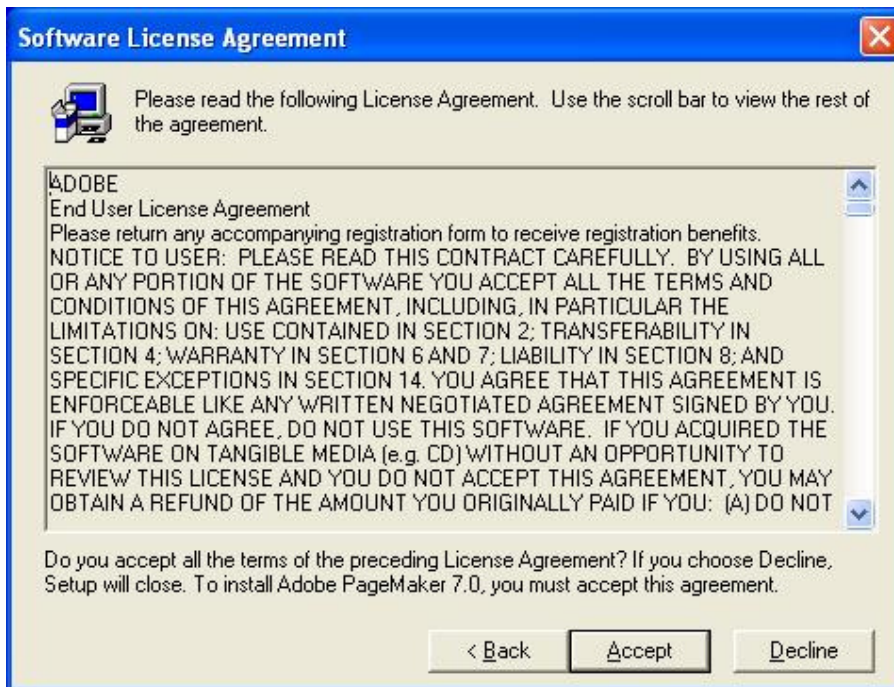 Software License Agreement
Please read the following License Agreement.  Use the scroll bar to view the rest of
the agreement.
ADOBE
End User License Agreement
Please return any accompanying registration form to receive registration benefits.
NOTICE TO USER:  PLEASE READ THIS CONTRACT CAREFULLY.  BY USING ALL
OR ANY PORTION OF THE SOFTWARE YOU ACCEPT ALL THE TERMS AND
CONDITIONS OF THIS AGREEMENT, INCLUDING, IN PARTICULAR THE
LIMITATIONS ON: USE CONTAINED IN SECTION 2; TRANSFERABILITY IN
SECTION 4; WARRANTY IN SECTION 6 AND 7; LIABILITY IN SECTION 8; AND
SPECIFIC EXCEPTIONS IN SECTION 14. YOU AGREE THAT THIS AGREEMENT IS
ENFORCEABLE LIKE ANY WRITTEN NEGOTIATED AGREEMENT SIGNED BY YOU.
IF YOU DO NOT AGREE, DO NOT USE THIS SOFTWARE.  IF YOU ACQUIRED THE
SOFTWARE ON TANGIBLE MEDIA (e.g. CD) WITHOUT AN OPPORTUNITY TO
REVIEW THIS LICENSE AND YOU DO NOT ACCEPT THIS AGREEMENT, YOU MAY
OBTAIN A REFUND OF THE AMOUNT YOU ORIGINALLY PAID IF YOU:  (A) DO NOT
Do you accept all the terms of the preceding License Agreement? If you choose Decline,
Setup will close. To install Adobe PageMaker 7.0, you must accept this agreement.
< Back
Accept
Decline